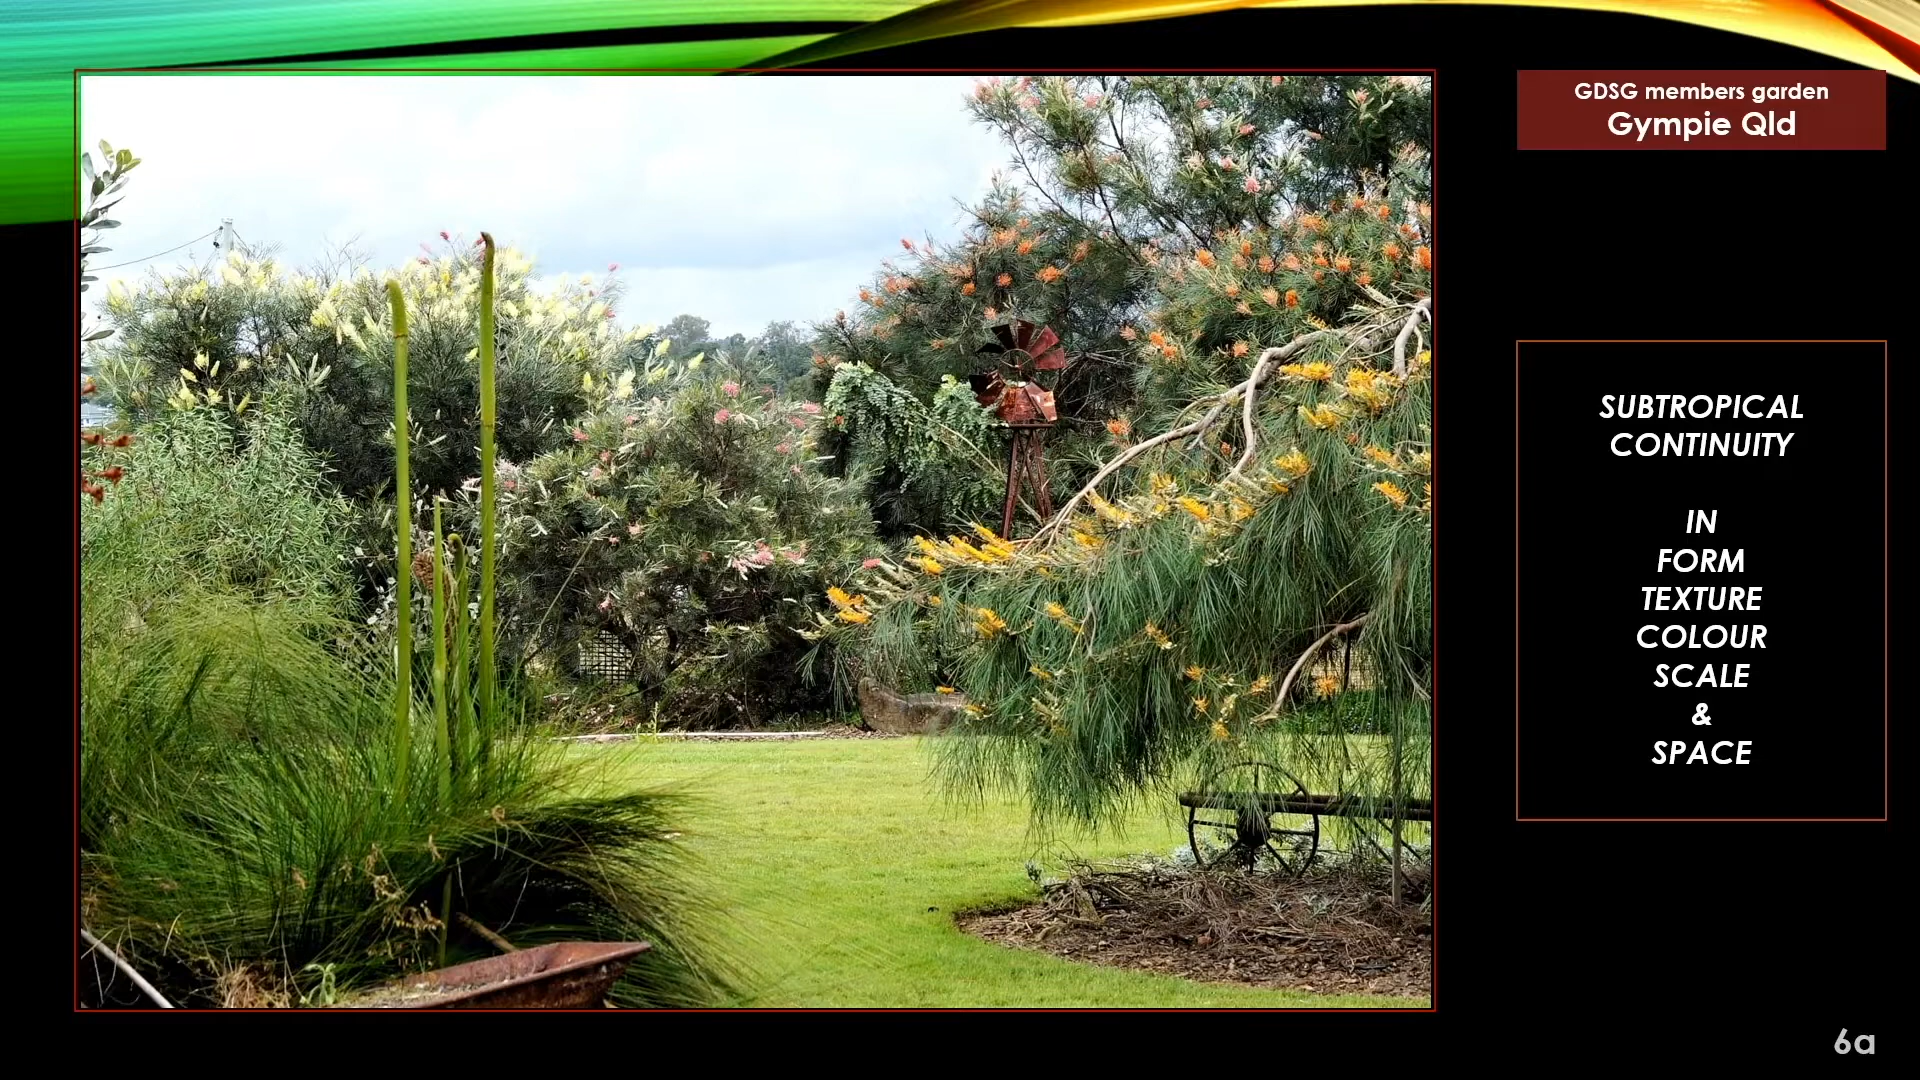 GDSG members garden
Gympie Qld
SUBTROPICAL
CONTINUITY
IN
FORM
TEXTURE
COLOUR
SCALE
&
SPACE
6a